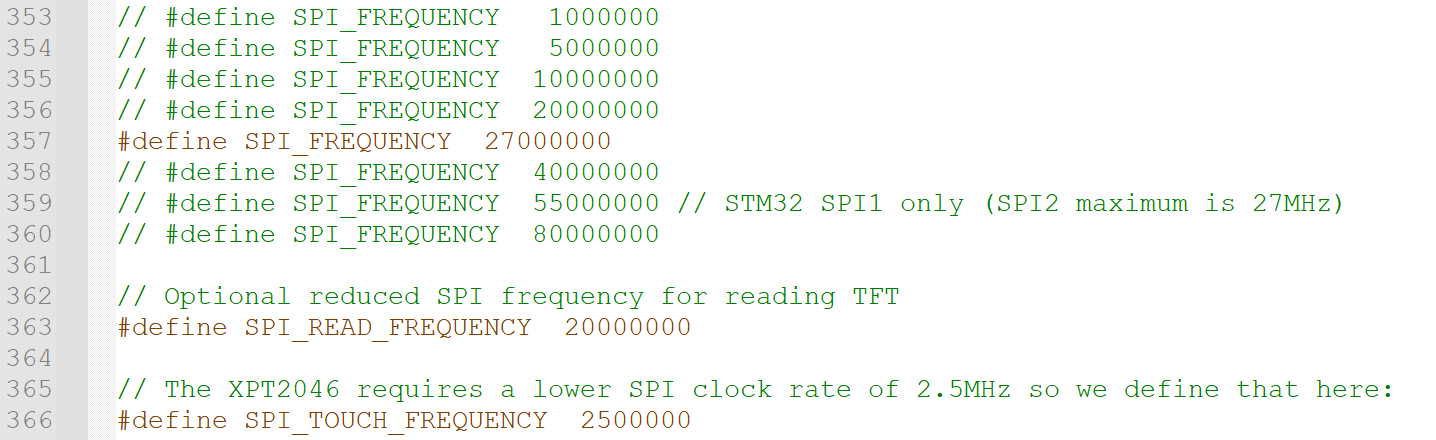 353 // #define SPI_FREQUENCY   1000000
354 // #define SPI_FREQUENCY   5000000
355 // #define SPI_FREQUENCY  10000000
356 // #define SPI_FREQUENCY  20000000
357 #define SPI_FREQUENCY  27000000
358 // #define SPI_FREQUENCY  40000000
359 // #define SPI_FREQUENCY  55000000 // STM32 SPI1 only (SPI2 maximum is 27MHz)
360 // #define SPI_FREQUENCY  80000000
361
362 // Optional reduced SPI frequency for reading TFT
363 #define SPI_READ_FREQUENCY  20000000
364
365 // The XPT2046 requires a lower SPI clock rate of 2.5MHz so we define that here:
366 #define SPI_TOUCH_FREQUENCY  2500000